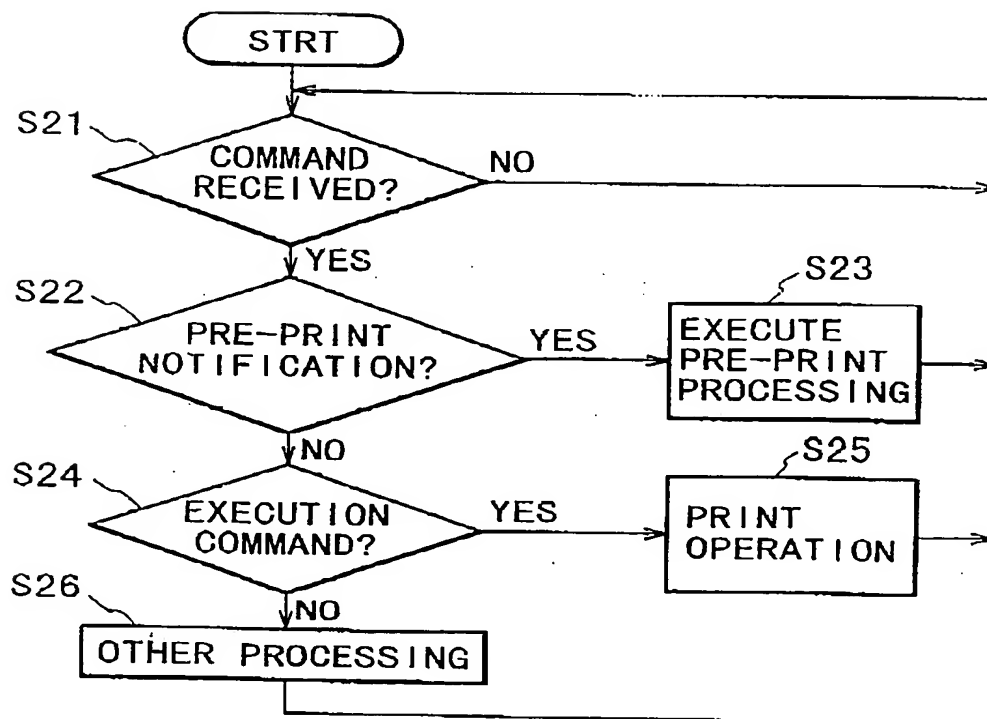 STRT
S21
COMMAND
RECEIVED?
NO
YES
S22
PRE-PRINT
NOTIFICATION?
YES
S23
EXECUTE
PRE-PRINT
PROCESSING
NO
S24
EXECUTION
COMMAND?
YES
S25
PRINT
OPERATION
NO
S26
OTHER PROCESSING